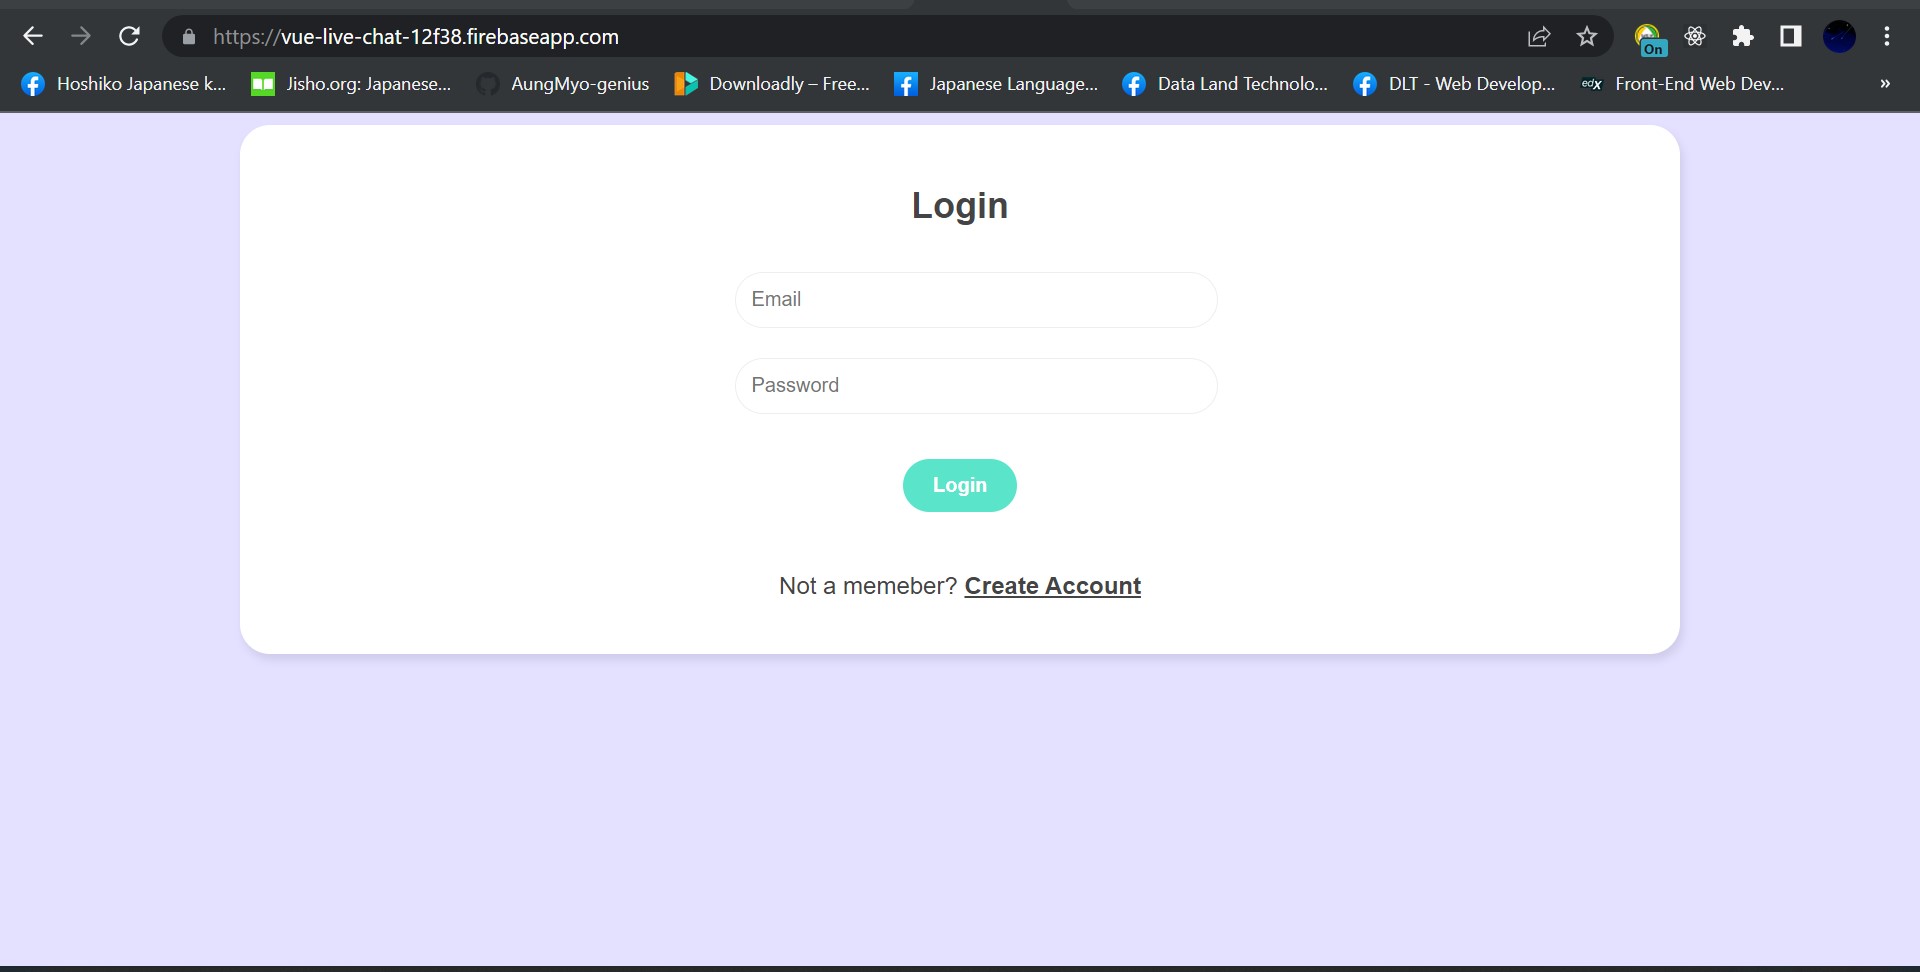 https://vue-live-chat-12f38.firebaseapp.com
On
Hoshiko Japanese k... Jisho.org: Japanese... AungMyo-genius Downloadly – Free... Japanese Language... Data Land Technolo... DLT - Web Develop... edX Front-End Web Dev... »
Login
Email
Password
Login
Not a memeber? Create Account